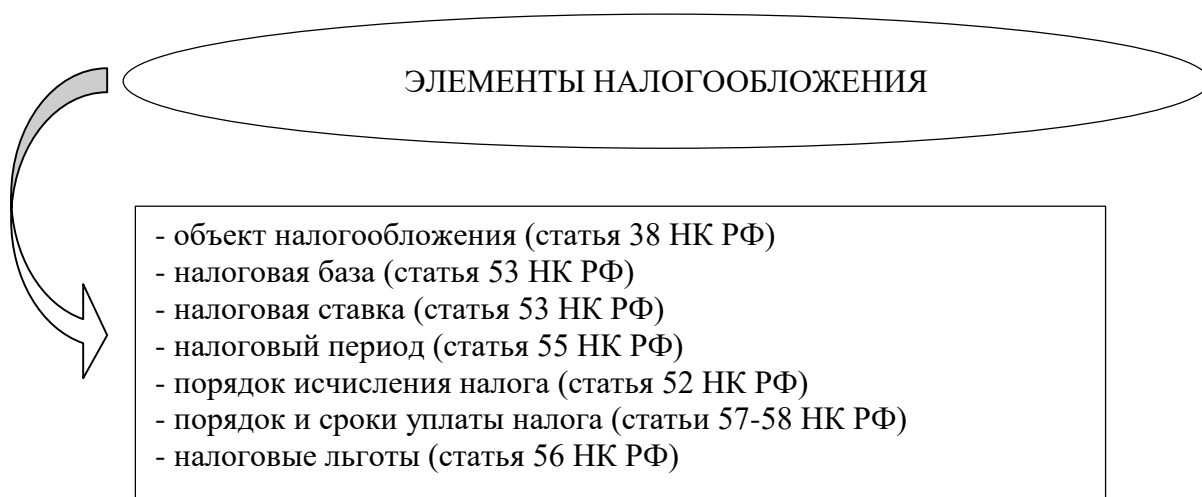 ЭЛЕМЕНТЫ НАЛОГООБЛОЖЕНИЯ
- объект налогообложения (статья 38 НК РФ)
- налоговая база (статья 53 НК РФ)
- налоговая ставка (статья 53 НК РФ)
- налоговый период (статья 55 НК РФ)
- порядок исчисления налога (статья 52 НК РФ)
- порядок и сроки уплаты налога (статьи 57-58 НК РФ)
- налоговые льготы (статья 56 НК РФ)